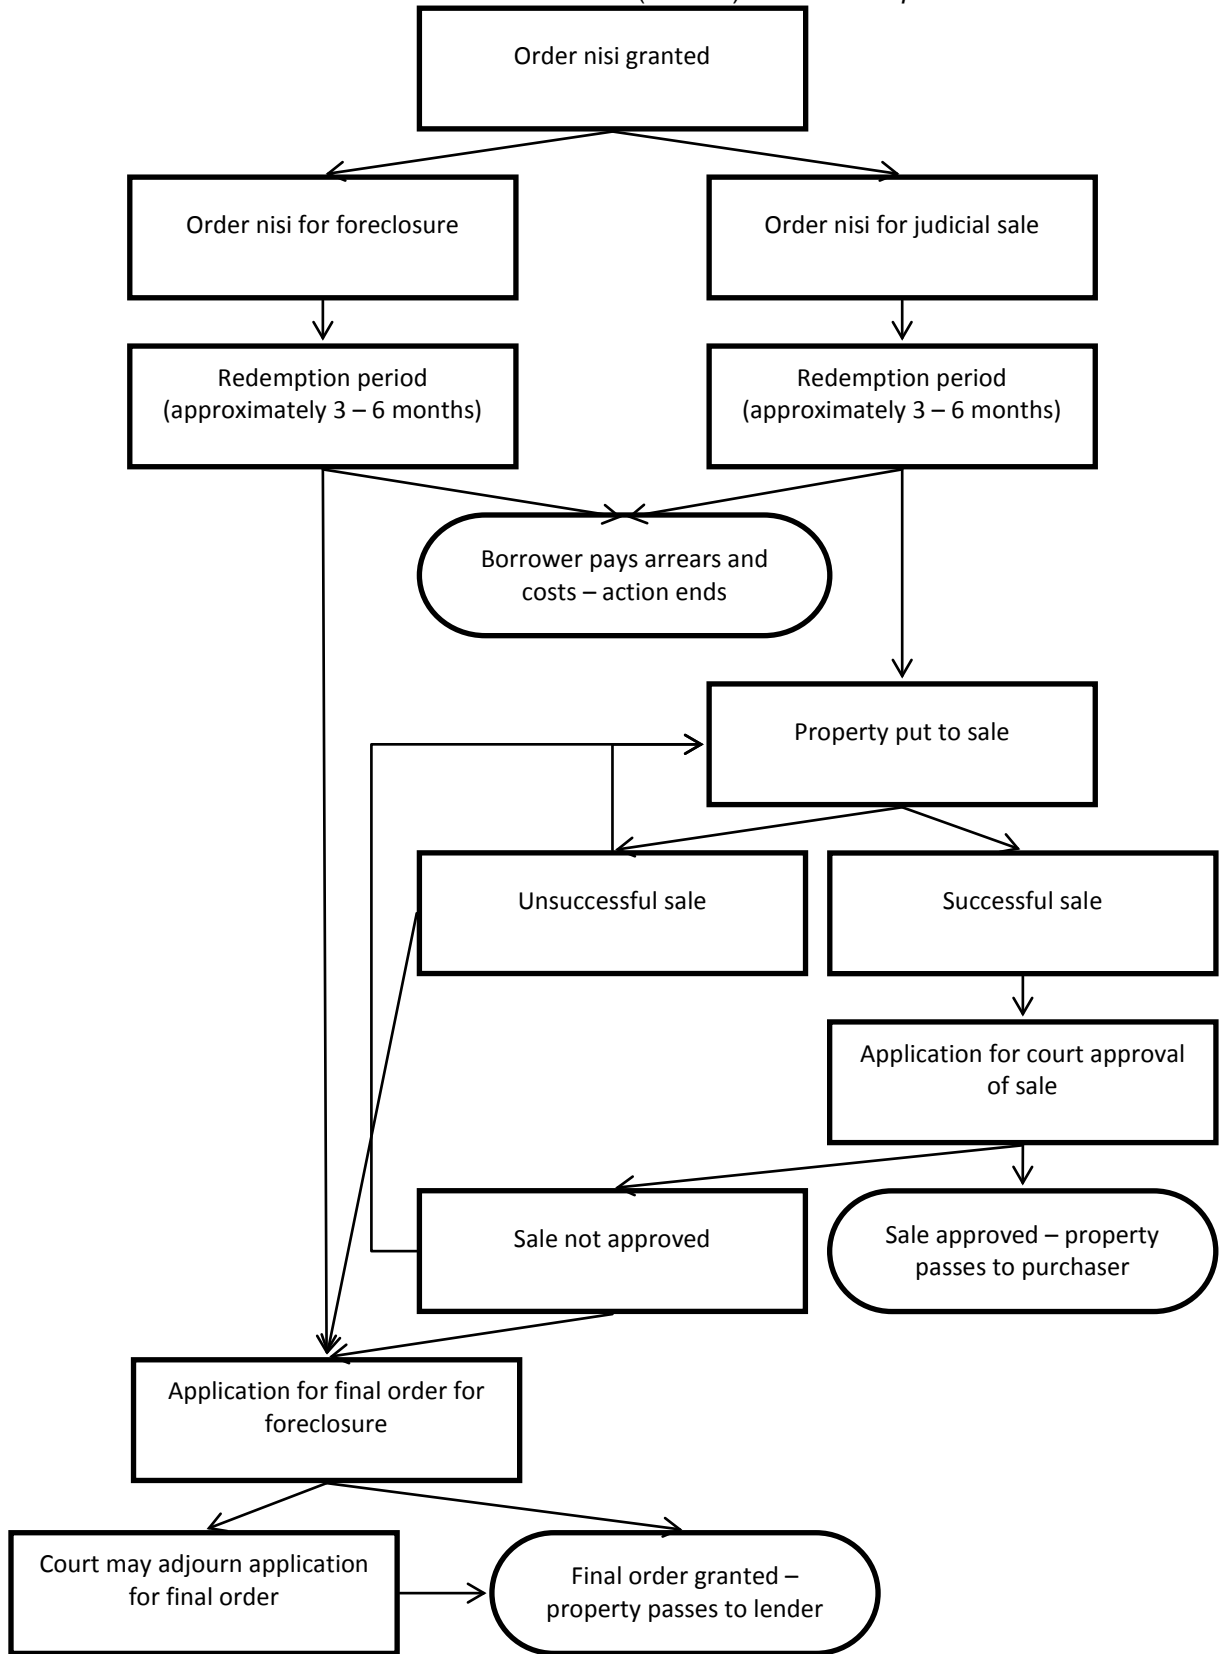 Order nisi granted
Order nisi for foreclosure
Order nisi for judicial sale
Redemption period
(approximately 3 – 6 months)
Redemption period
(approximately 3 – 6 months)
Borrower pays arrears and
costs – action ends
Property put to sale
Unsuccessful sale
Successful sale
Application for court approval
of sale
Sale not approved
Sale approved – property
passes to purchaser
Application for final order for
foreclosure
Court may adjourn application
for final order
Final order granted –
property passes to lender